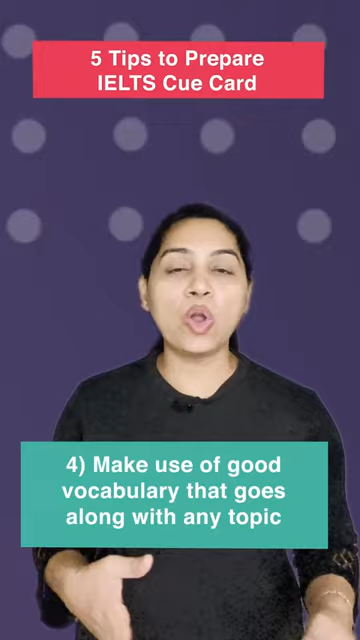 5 Tips to Prepare
IELTS Cue Card
4) Make use of good
vocabulary that goes
along with any topic